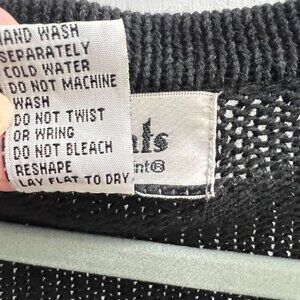 HAND WASH
SEPARATELY
COLD WATER
DO NOT MACHINE
WASH
DO NOT TWIST
OR WRING
DO NOT BLEACH
RESHAPE
LAY FLAT TO DRY